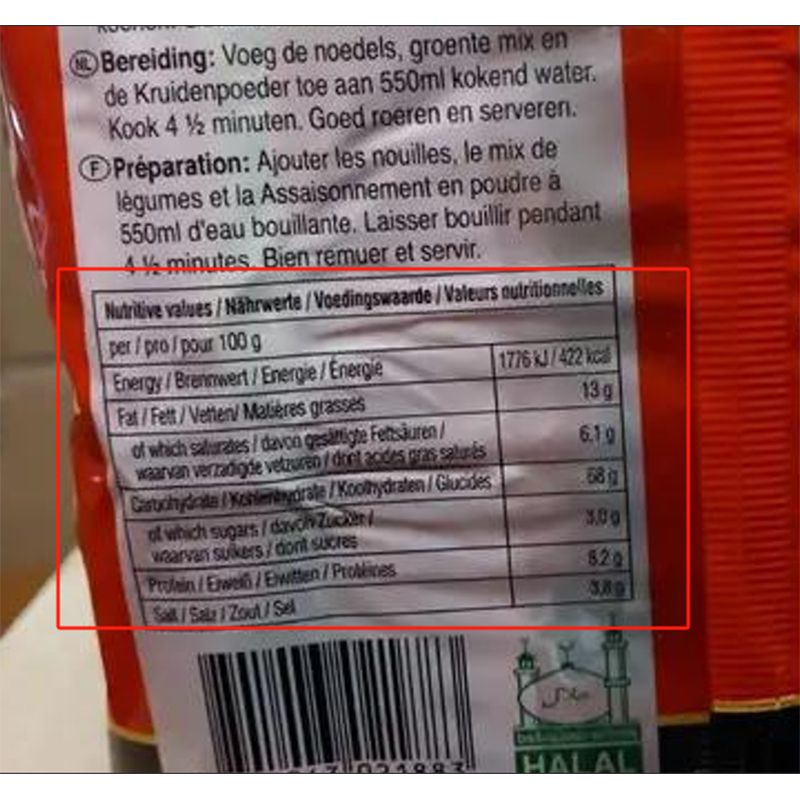 NL Bereiding: Voeg de noedels, groente mix en
de Kruidenpoeder toe aan 550ml kokend water.
Kook 4 ½ minuten. Goed roeren en serveren.
F Préparation: Ajouter les nouilles, le mix de
légumes et la Assaisonnement en poudre à
550ml d'eau bouillante. Laisser bouillir pendant
4 ½ minutes. Bien remuer et servir.
Nutritive values / Nährwerte / Voedingswaarde / Valeurs nutritionnelles
per / pro / pour 100 g
Energy / Brennwert / Energie / Énergie 1776 kJ / 422 kcal
Fat / Fett / Vetten/ Matières grasses 13 g
of which saturates / davon gesättigte Fettsäuren / 6.1 g
waarvan verzadigde vetzuren / dont acides gras saturés
Carbohydrate / Kohlenhydrate / Koolhydraten / Glucides 68 g
of which sugars / davon Zucker / 3.0 g
waarvan suikers / dont sucres
Protein / Eiweiß / Eiwitten / Protéines 8.2 g
Salt / Salz / Zout / Sel 3.8 g
حلال
HALAL